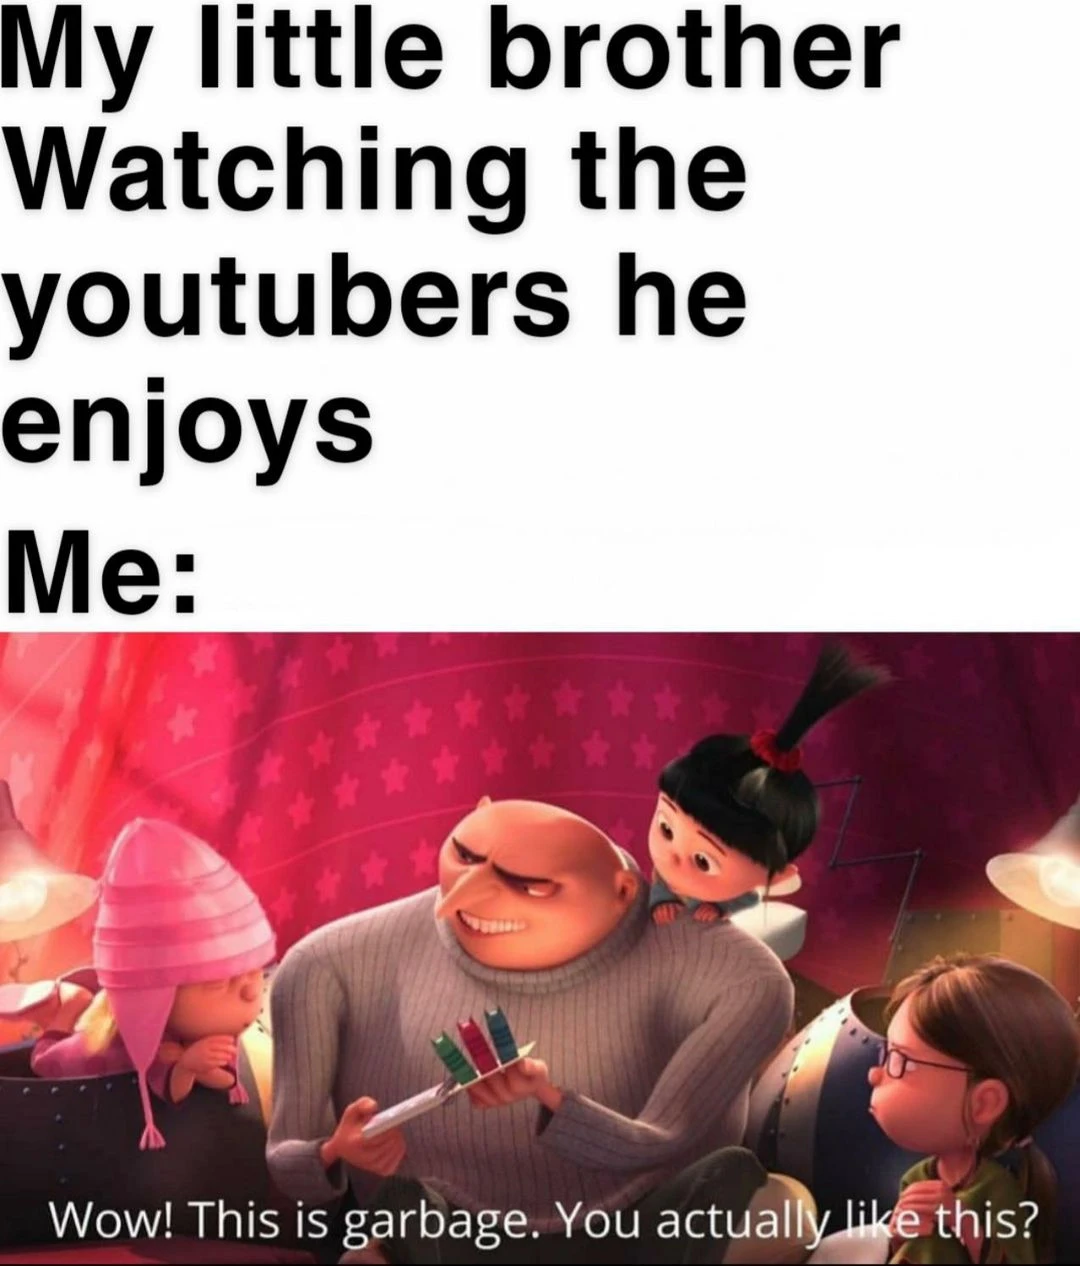 My little brother
Watching the
youtubers he
enjoys
Me:
Wow! This is garbage. You actually like this?